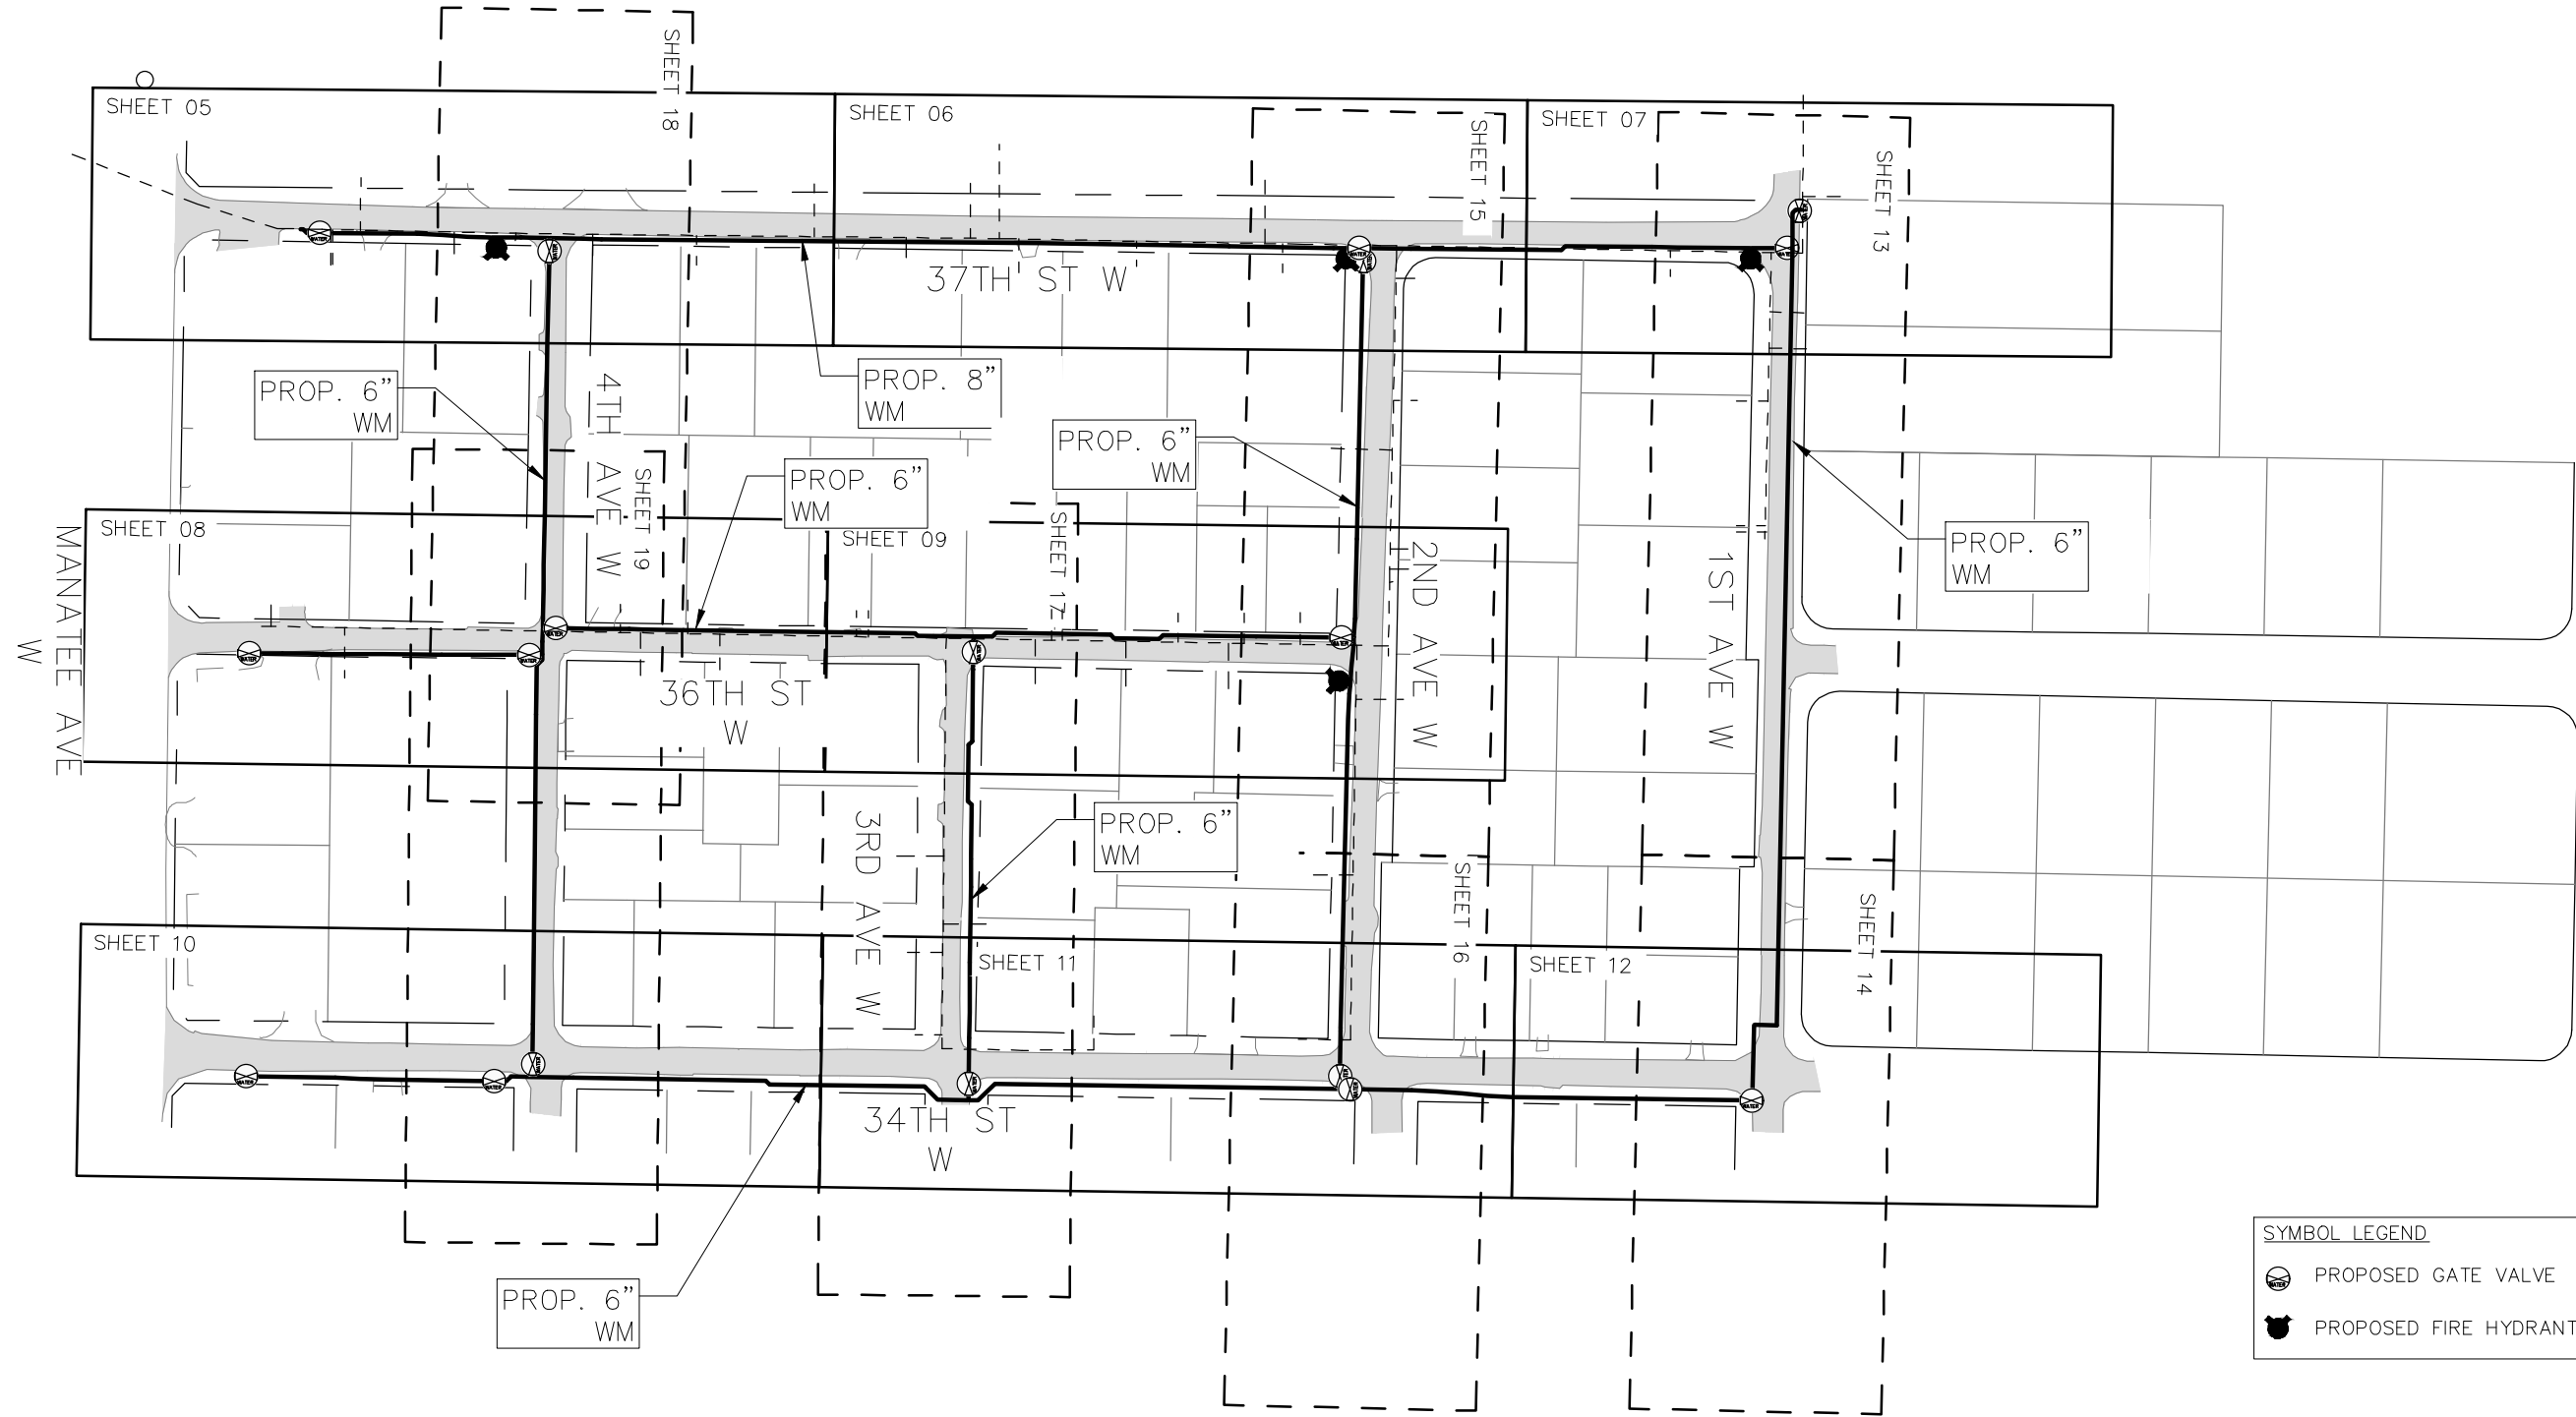 SHEET 18
SHEET 05
SHEET 06
SHEET 15
SHEET 07
SHEET 13
37TH ST W
PROP. 6”
WM
4TH AVE W
PROP. 8”
WM
PROP. 6”
WM
PROP. 6”
WM
SHEET 19
SHEET 17
SHEET 08
SHEET 09
MANATEE AVE
W
2ND AVE W
1ST AVE W
PROP. 6”
WM
36TH ST
W
3RD AVE W
PROP. 6”
WM
SHEET 16
SHEET 14
SHEET 10
SHEET 11
SHEET 12
34TH ST
W
PROP. 6”
WM
SYMBOL LEGEND
WATER
PROPOSED GATE VALVE
PROPOSED FIRE HYDRANT